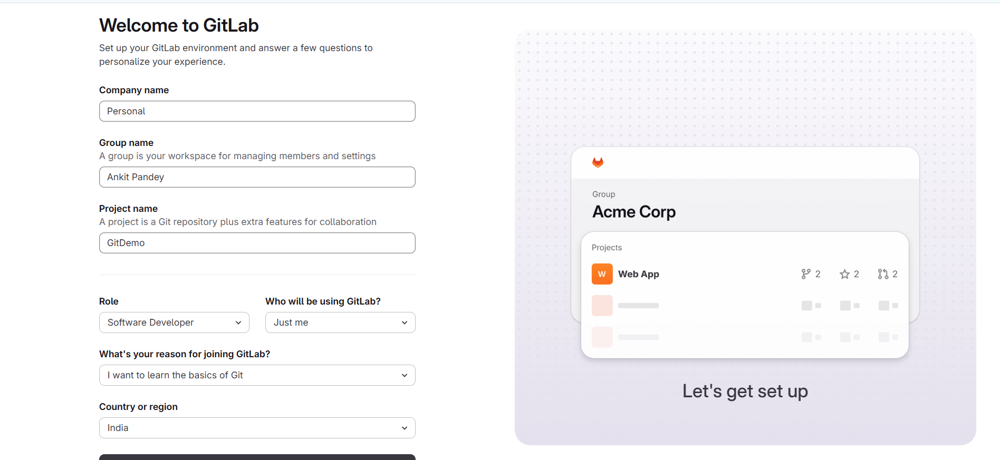 Welcome to GitLab
Set up your GitLab environment and answer a few questions to
personalize your experience.
Company name
Personal
Group name
A group is your workspace for managing members and settings
Ankit Pandey
Project name
A project is a Git repository plus extra features for collaboration
GitDemo
Role
Who will be using GitLab?
Software Developer
Just me
What's your reason for joining GitLab?
I want to learn the basics of Git
Country or region
India
Group
Acme Corp
Projects
W Web App 2 2 2
Let's get set up